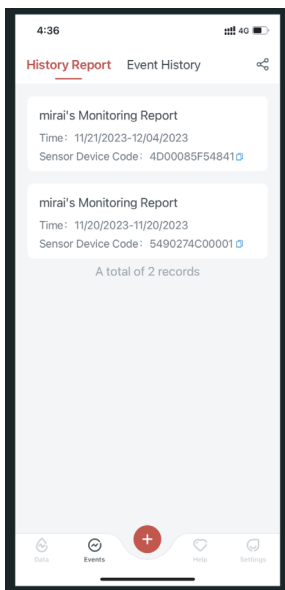 4:36
4G
History Report Event History
mirai's Monitoring Report
Time: 11/21/2023-12/04/2023
Sensor Device Code: 4D00085F54841
mirai's Monitoring Report
Time: 11/20/2023-11/20/2023
Sensor Device Code: 5490274C00001
A total of 2 records
Data Events Help Settings